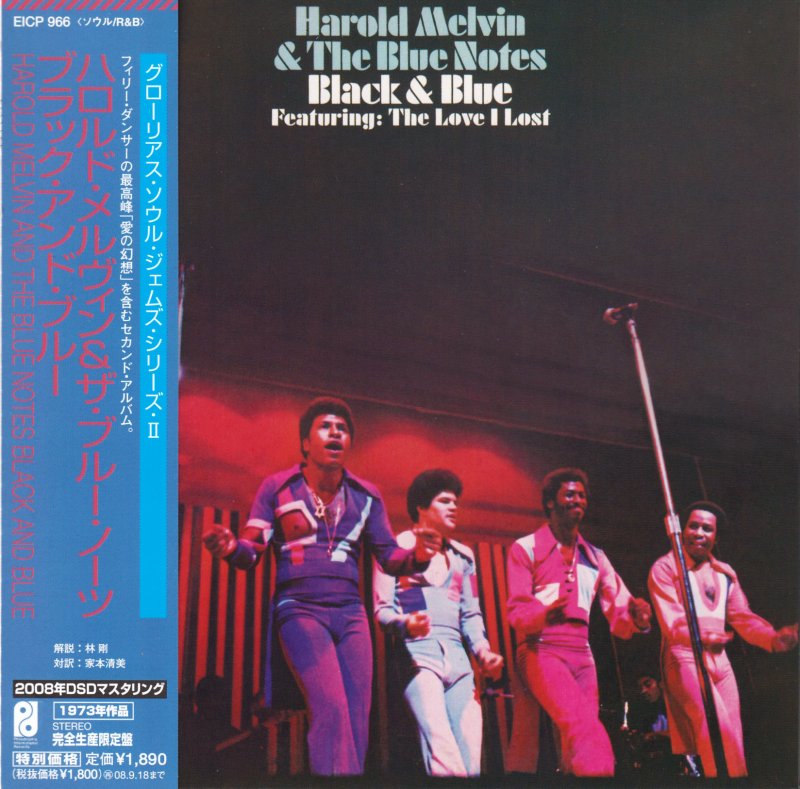 EICP 966 〈ソウル/R&B〉
グローリアス・ソウル・ジェムズ・シリーズ・II
フィリー・ダンサーの最高峰「愛の幻想」を含むセカンド・アルバム。
ハロルド・メルヴィン&ザ・ブルー・ノーツ
ブラック・アンド・ブルー
HAROLD MELVIN AND THE BLUE NOTES BLACK AND BLUE
解説：林 剛
対訳：家本清美
2008年DSDマスタリング
1973年作品
STEREO
完全生産限定盤
Philadelphia
International
Records
特別価格 定価¥1,890
(税抜価格¥1,800) ㊑08.9.18まで
Harold Melvin
& The Blue Notes
Black & Blue
Featuring: The Love I Lost